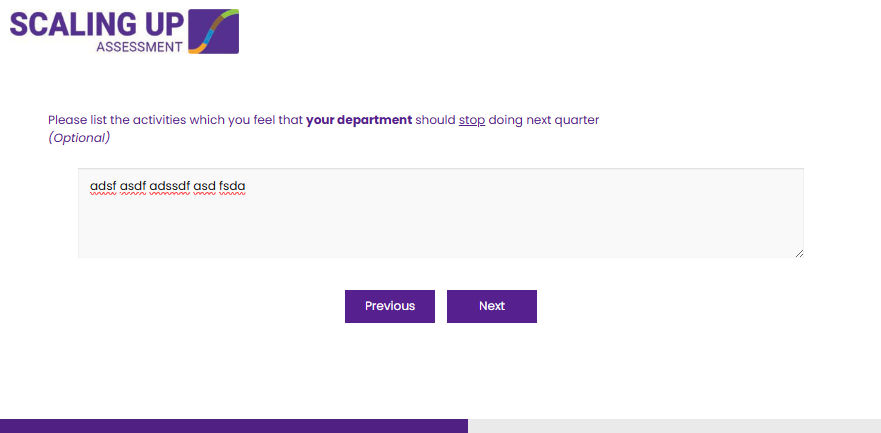 SCALING UP
ASSESSMENT
Please list the activities which you feel that your department should stop doing next quarter
(Optional)
adsf asdf adssdf asd fsda
Previous
Next